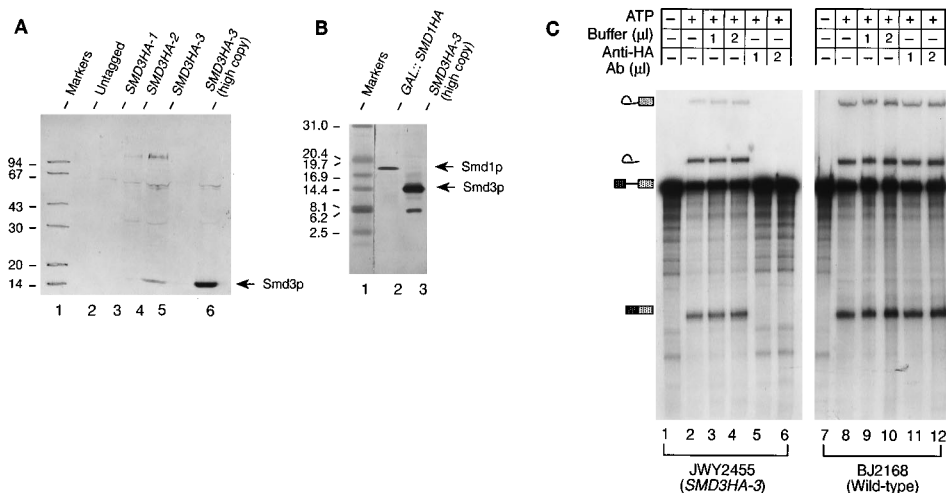 A
– Markers
– Untagged
– SMD3HA-1
– SMD3HA-2
– SMD3HA-3
– SMD3HA-3 (high copy)
94 –
67 –
43 –
30 –
20 –
14 –
Smd3p
1 2 3 4 5 6
B
– Markers
– GAL:: SMD1HA
– SMD3HA-3 (high copy)
31.0 –
20.4
19.7
16.9
14.4 –
8.1
6.2
2.5 –
Smd1p
Smd3p
1 2 3
C
ATP – + + + + + – + + + + +
Buffer (µl) 1 2 1 2
Anti-HA Ab (µl) 1 2 1 2
1 2 3 4 5 6 7 8 9 10 11 12
JWY2455
(SMD3HA-3)
BJ2168
(Wild-type)